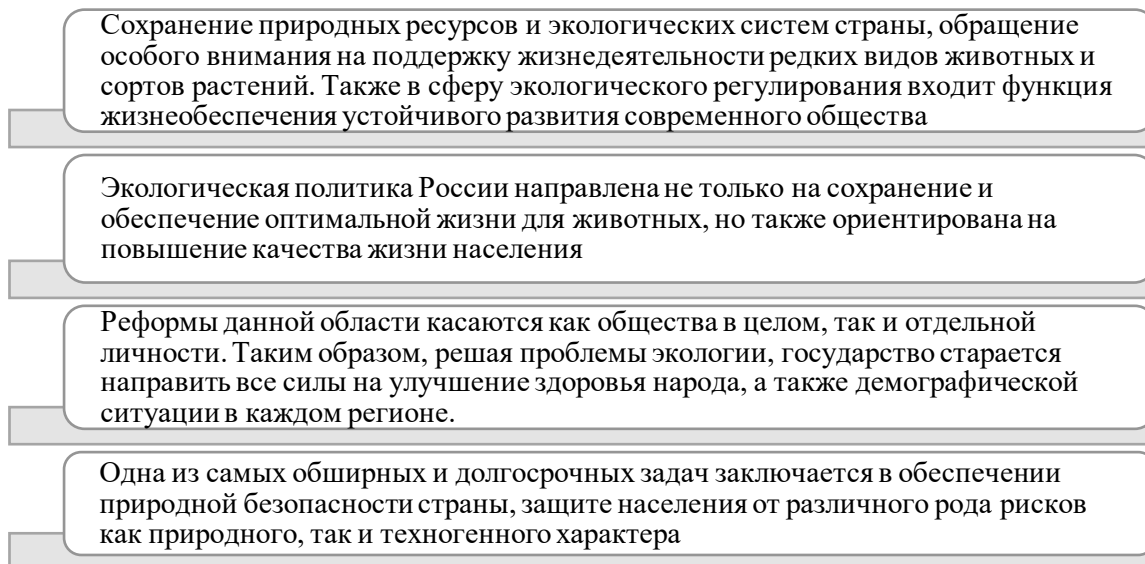 Сохранение природных ресурсов и экологических систем страны, обращение
особого внимания на поддержку жизнедеятельности редких видов животных и
сортов растений. Также в сферу экологического регулирования входит функция
жизнеобеспечения устойчивого развития современного общества
Экологическая политика России направлена не только на сохранение и
обеспечение оптимальной жизни для животных, но также ориентирована на
повышение качества жизни населения
Реформы данной области касаются как общества в целом, так и отдельной
личности. Таким образом, решая проблемы экологии, государство старается
направить все силы на улучшение здоровья народа, а также демографической
ситуации в каждом регионе.
Одна из самых обширных и долгосрочных задач заключается в обеспечении
природной безопасности страны, защите населения от различного рода рисков
как природного, так и техногенного характера